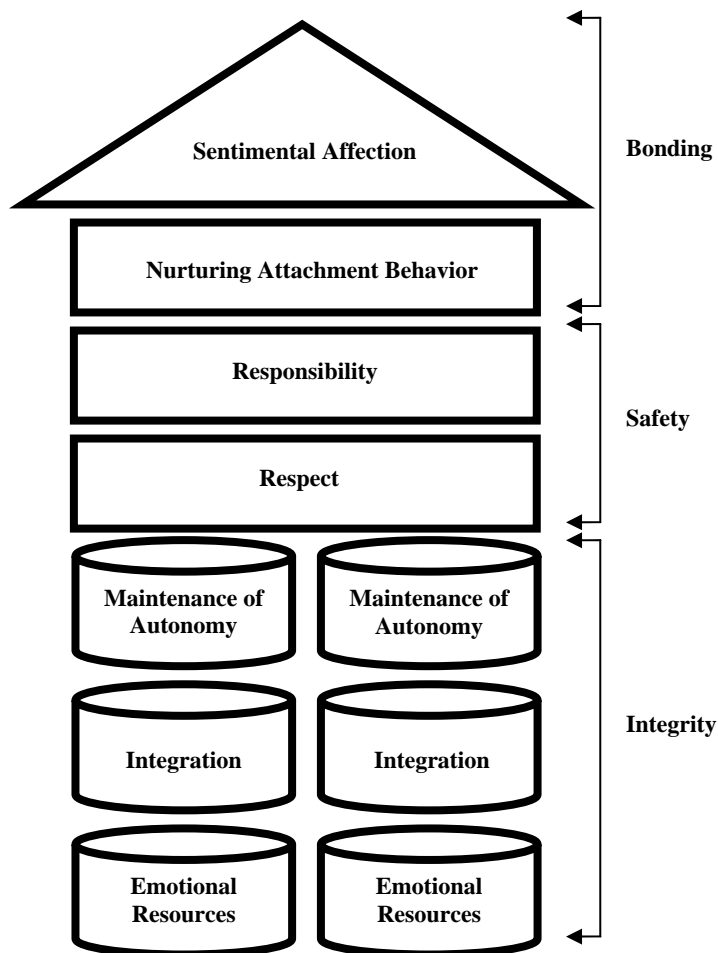 Sentimental Affection
Bonding
Nurturing Attachment Behavior
Responsibility
Safety
Respect
Maintenance of
Autonomy
Maintenance of
Autonomy
Integration
Integration
Integrity
Emotional
Resources
Emotional
Resources